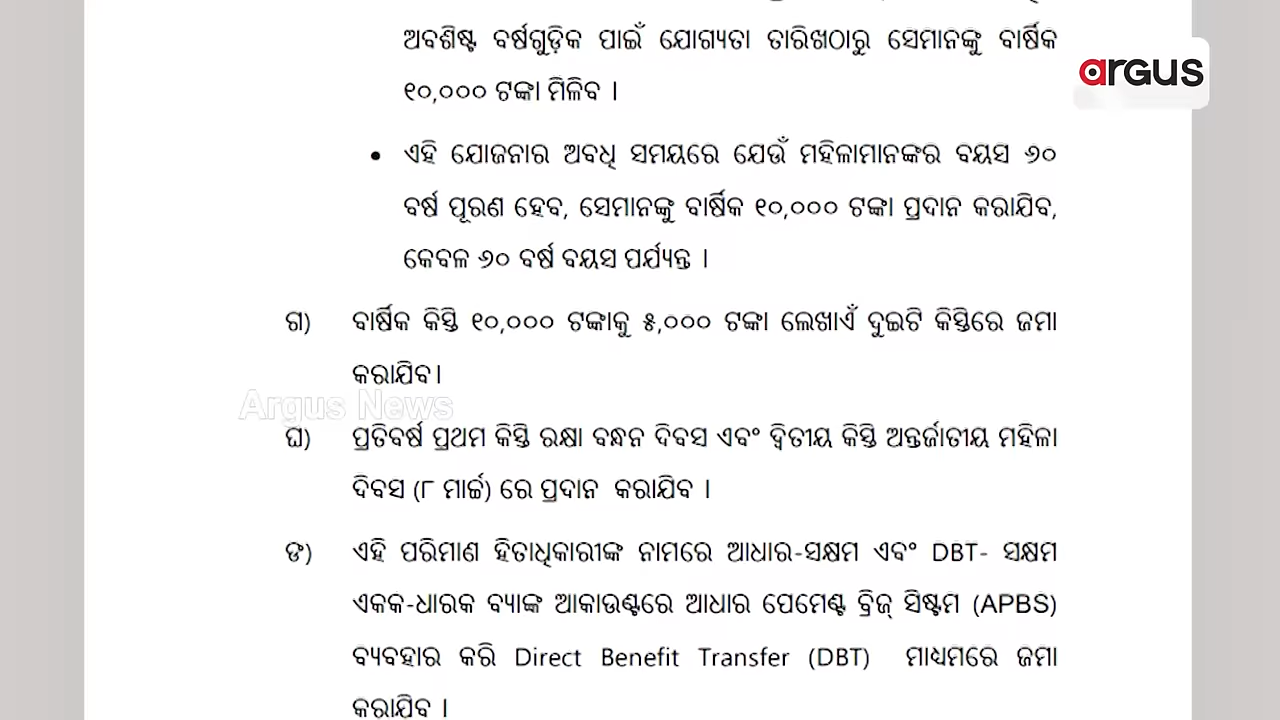 ଅବଶିଷ୍ଟ ବର୍ଷଗୁଡ଼ିକ ପାଇଁ ଯୋଗ୍ୟତା ତାରିଖଠାରୁ ସେମାନଙ୍କୁ ବାର୍ଷିକ
argus
୧୦,୦୦୦ ଟଙ୍କା ମିଳିବ ।
• ଏହି ଯୋଜନାର ଅବଧି ସମୟରେ ଯେଉଁ ମହିଳାମାନଙ୍କର ବୟସ ୬୦
ବର୍ଷ ପୂରଣ ହେବ, ସେମାନଙ୍କୁ ବାର୍ଷିକ ୧୦,୦୦୦ ଟଙ୍କା ପ୍ରଦାନ କରାଯିବ,
କେବଳ ୬୦ ବର୍ଷ ବୟସ ପର୍ଯ୍ୟନ୍ତ ।
ଗ) ବାର୍ଷିକ କିସ୍ତି ୧୦,୦୦୦ ଟଙ୍କାକୁ ୫,୦୦୦ ଟଙ୍କା ଲେଖାଏଁ ଦୁଇଟି କିସ୍ତିରେ ଜମା
କରାଯିବ।
Argus News
ଘ) ପ୍ରତିବର୍ଷ ପ୍ରଥମ କିସ୍ତି ରକ୍ଷା ବନ୍ଧନ ଦିବସ ଏବଂ ଦ୍ୱିତୀୟ କିସ୍ତି ଅନ୍ତର୍ଜାତୀୟ ମହିଳା
ଦିବସ (୮ ମାର୍ଚ୍ଚ) ରେ ପ୍ରଦାନ କରାଯିବ ।
ଙ) ଏହି ପରିମାଣ ହିତାଧିକାରୀଙ୍କ ନାମରେ ଆଧାର-ସକ୍ଷମ ଏବଂ DBT- ସକ୍ଷମ
ଏକକ-ଧାରକ ବ୍ୟାଙ୍କ ଆକାଉଣ୍ଟରେ ଆଧାର ପେମେଣ୍ଟ ବ୍ରିଜ୍ ସିଷ୍ଟମ (APBS)
ବ୍ୟବହାର କରି Direct Benefit Transfer (DBT) ମାଧ୍ୟମରେ ଜମା
କରାଯିବ ।